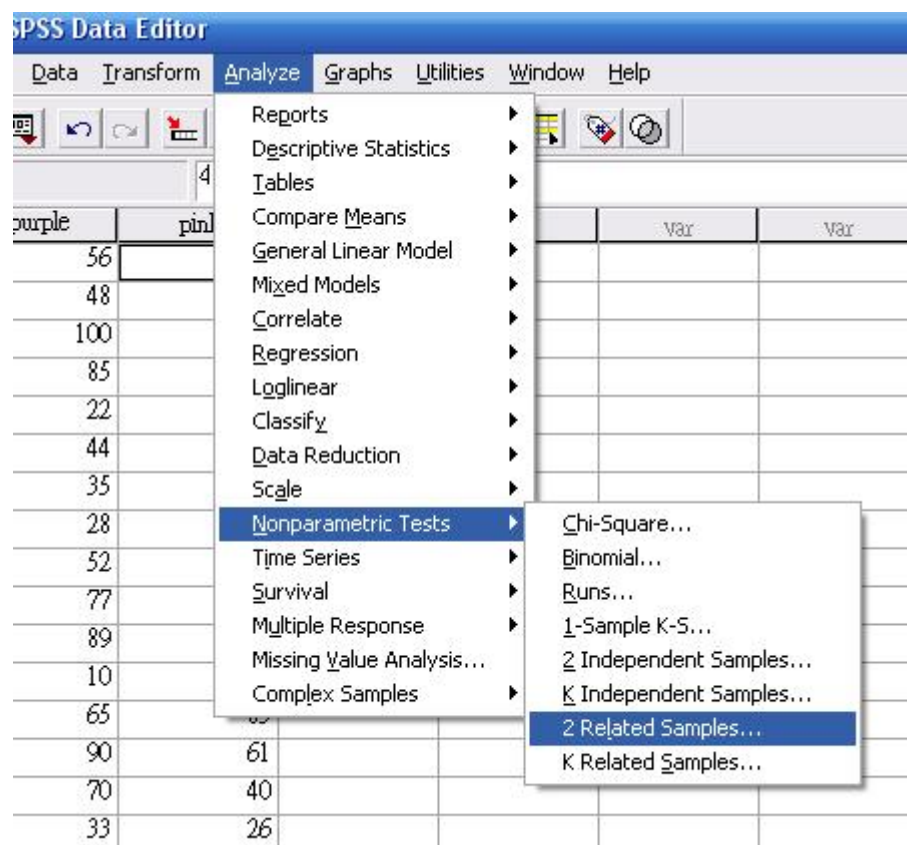 SPSS Data Editor
Data Transform Analyze Graphs Utilities Window Help
Reports
Descriptive Statistics
4
Tables
purple
Compare Means
var var
56
General Linear Model
48
Mixed Models
100
Correlate
85
Regression
Loglinear
22
Classify
44
Data Reduction
35
Scale
28
Nonparametric Tests
Chi-Square...
52
Time Series
Binomial...
77
Survival
Runs...
89
Multiple Response
1-Sample K-S...
10
Missing Value Analysis...
2 Independent Samples...
65
Complex Samples
K Independent Samples...
2 Related Samples...
90 61
K Related Samples...
70 40
33 26